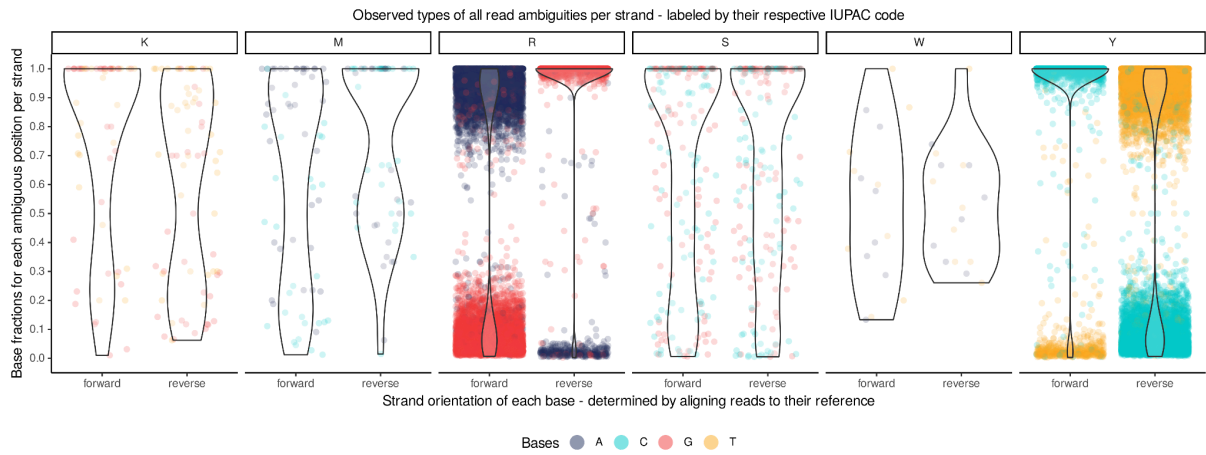 Observed types of all read ambiguities per strand - labeled by their respective IUPAC code
K M R S W Y
Base fractions for each ambiguous position per strand
1.0
0.9
0.8
0.7
0.6
0.5
0.4
0.3
0.2
0.1
0.0
forward reverse forward reverse forward reverse forward reverse forward reverse forward reverse
Strand orientation of each base - determined by aligning reads to their reference
Bases A C G T